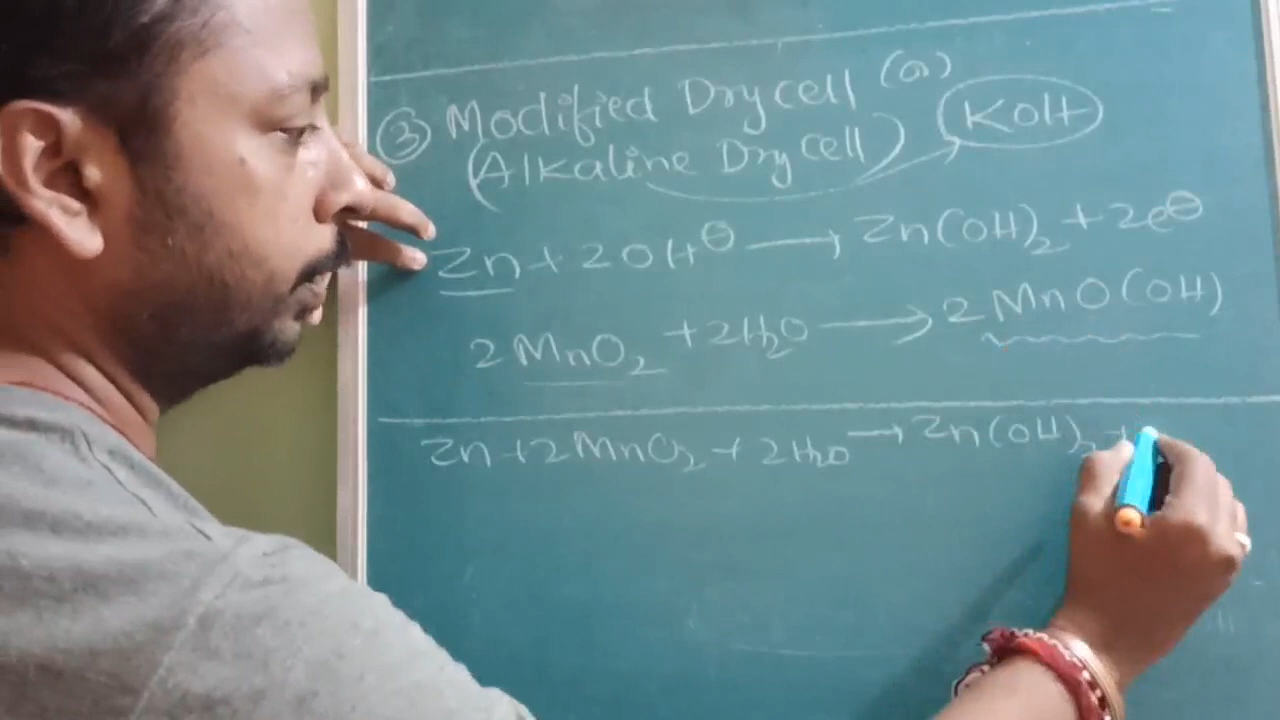 ③ Modified Dry cell (or)
(Alkaline Dry cell) KOH
Zn + 2OH⊖ → Zn(OH)₂ + 2e⊖
2MnO₂ + 2H₂O → 2MnO(OH)
Zn + 2MnO₂ + 2H₂O → Zn(OH)₂ +